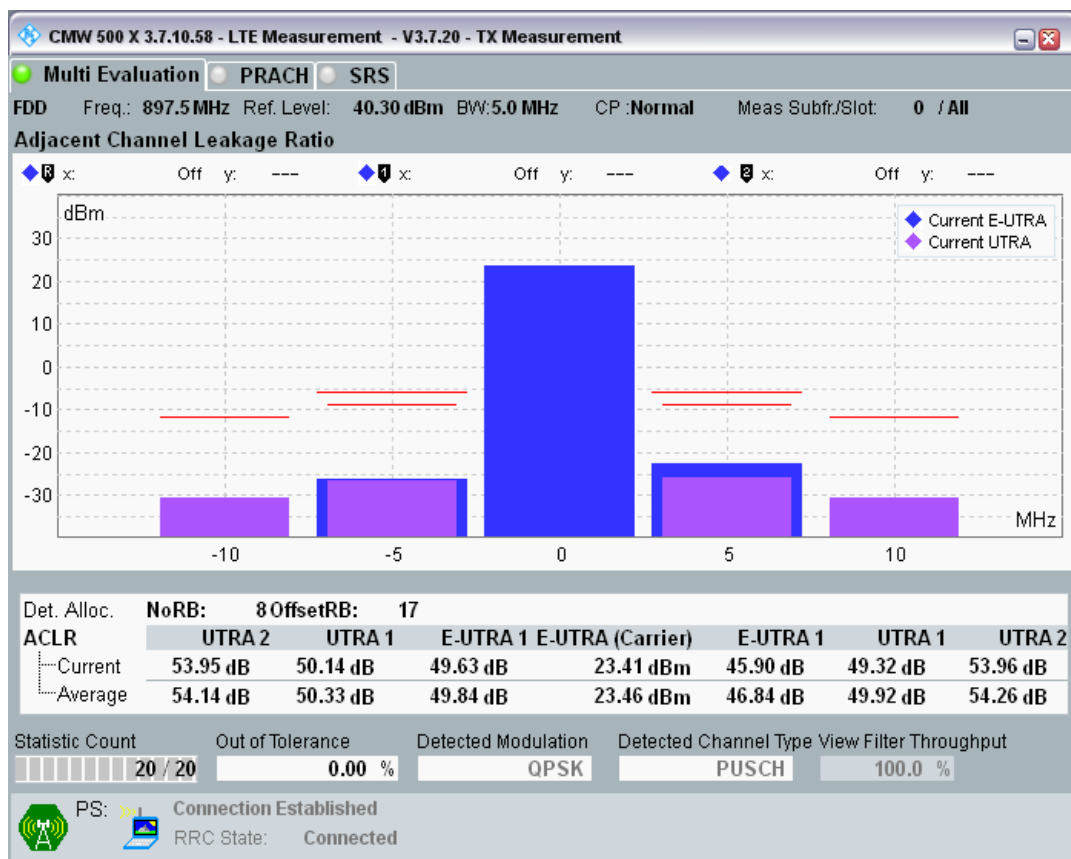 CMW 500 X 3.7.10.58 - LTE Measurement - V3.7.20 - TX Measurement
Multi Evaluation PRACH SRS
FDD Freq.: 897.5 MHz Ref. Level: 40.30 dBm BW:5.0 MHz CP :Normal Meas Subfr./Slot: 0 / All
Adjacent Channel Leakage Ratio
R x: Off y: --- 1 x: Off y: --- 2 x: Off y: ---
dBm
Current E-UTRA
Current UTRA
30
20
10
0
-10
-20
-30
MHz
-10 -5 0 5 10
Det. Alloc. NoRB: 8 OffsetRB: 17
ACLR UTRA 2 UTRA 1 E-UTRA 1 E-UTRA (Carrier) E-UTRA 1 UTRA 1 UTRA 2
Current 53.95 dB 50.14 dB 49.63 dB 23.41 dBm 45.90 dB 49.32 dB 53.96 dB
Average 54.14 dB 50.33 dB 49.84 dB 23.46 dBm 46.84 dB 49.92 dB 54.26 dB
Statistic Count Out of Tolerance Detected Modulation Detected Channel Type View Filter Throughput
20 / 20 0.00 % QPSK PUSCH 100.0 %
PS: Connection Established
RRC State: Connected